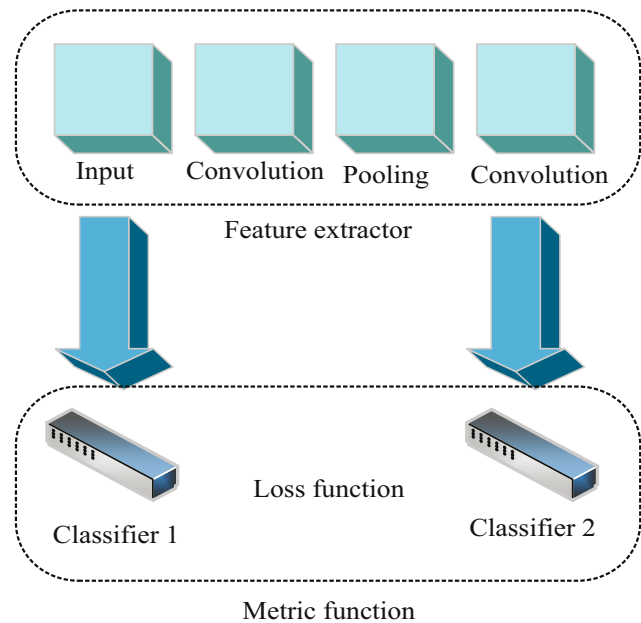 Input
Convolution
Pooling
Convolution
Feature extractor
Loss function
Classifier 1
Classifier 2
Metric function